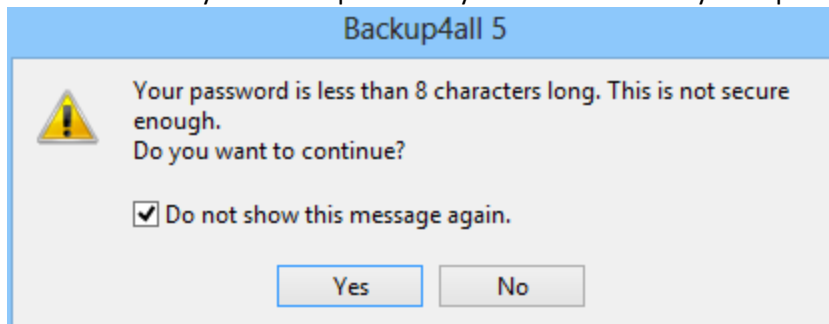 Backup4all 5
Your password is less than 8 characters long. This is not secure
enough.
Do you want to continue?
Do not show this message again.
Yes No